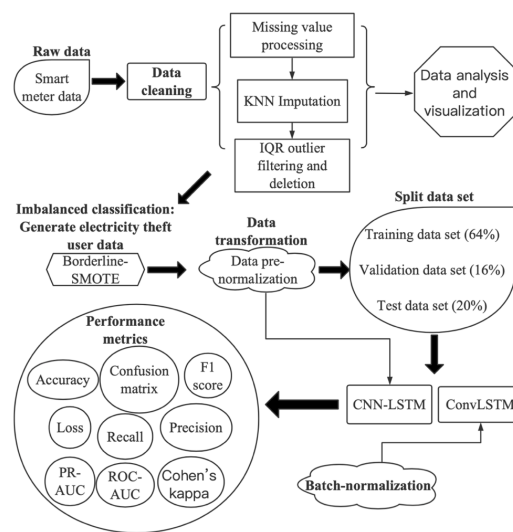 Raw data
Smart
meter data
Data
cleaning
Missing value
processing
KNN Imputation
IQR outlier
filtering and
deletion
Data analysis
and
visualization
Imbalanced classification:
Generate electricity theft
user data
Borderline-
SMOTE
Data
transformation
Data pre-
normalization
Split data set
Training data set (64%)
Validation data set (16%)
Test data set (20%)
Performance
metrics
Accuracy
Confusion
matrix
F1
score
Loss
Recall
Precision
PR-
AUC
ROC-
AUC
Cohen's
kappa
CNN-LSTM
ConvLSTM
Batch-normalization